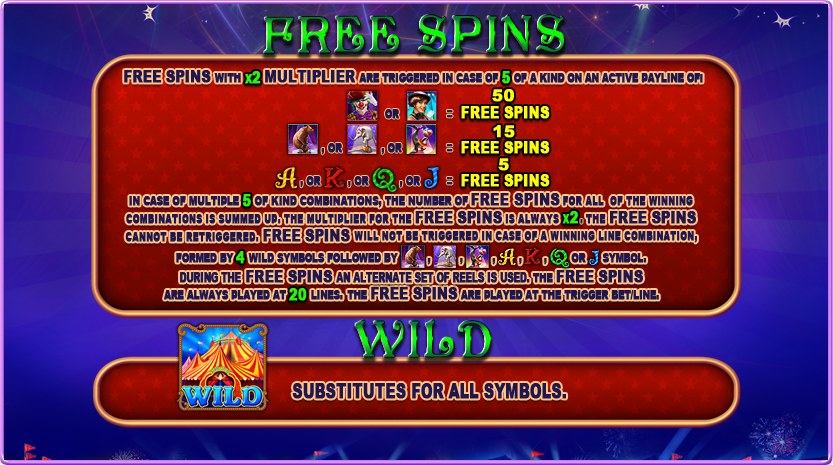 FREE SPINS
FREE SPINS WITH x2 MULTIPLIER ARE TRIGGERED IN CASE OF 5 OF A KIND ON AN ACTIVE PAYLINE OF:
OR = 50 FREE SPINS
, OR , OR = 15 FREE SPINS
A, OR K, OR Q, OR J = 5 FREE SPINS
IN CASE OF MULTIPLE 5 OF KIND COMBINATIONS, THE NUMBER OF FREE SPINS FOR ALL OF THE WINNING
COMBINATIONS IS SUMMED UP. THE MULTIPLIER FOR THE FREE SPINS IS ALWAYS x2. THE FREE SPINS
CANNOT BE RETRIGGERED. FREE SPINS WILL NOT BE TRIGGERED IN CASE OF A WINNING LINE COMBINATION,
FORMED BY 4 WILD SYMBOLS FOLLOWED BY , , , A, K, Q OR J SYMBOL.
DURING THE FREE SPINS AN ALTERNATE SET OF REELS IS USED. THE FREE SPINS
ARE ALWAYS PLAYED AT 20 LINES. THE FREE SPINS ARE PLAYED AT THE TRIGGER BET/LINE.
WILD
WILD
SUBSTITUTES FOR ALL SYMBOLS.